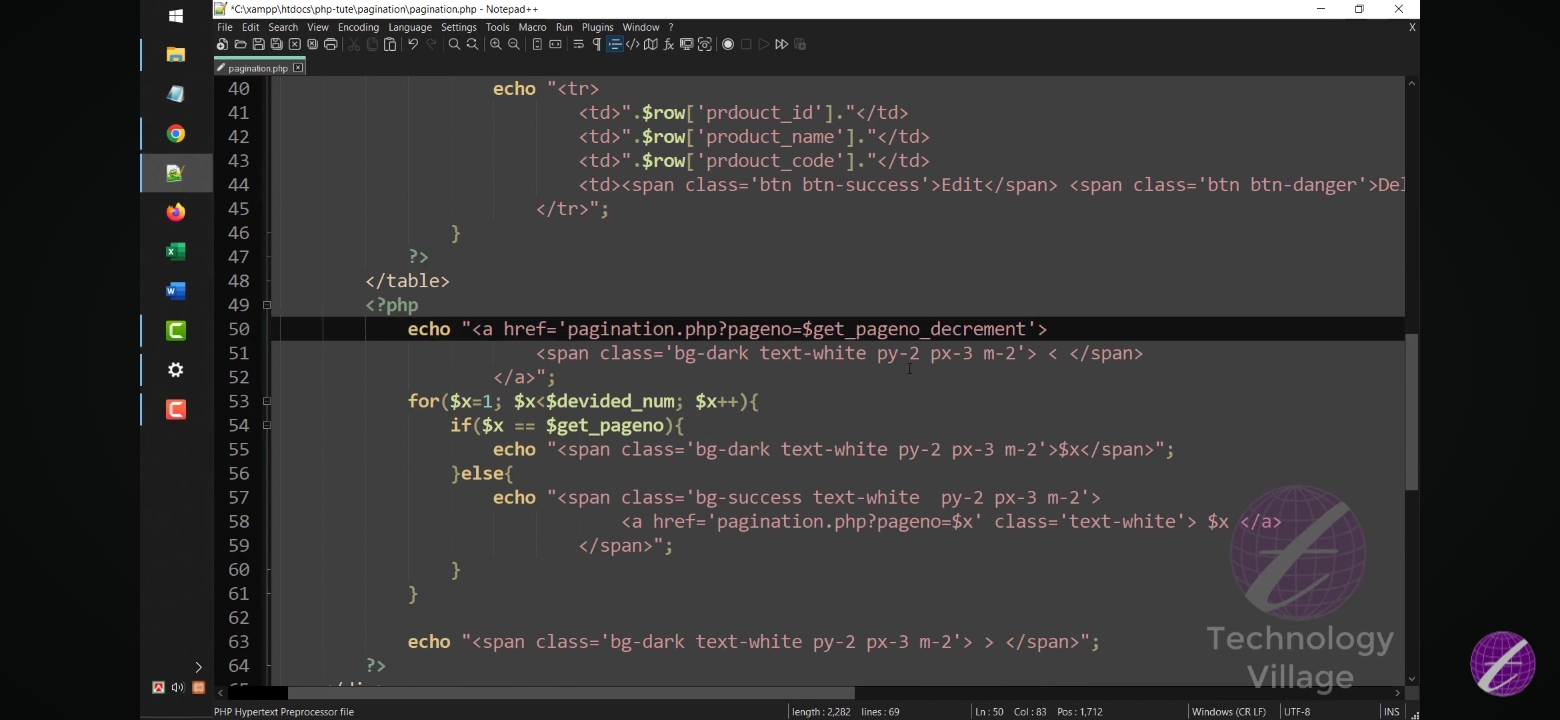 *C:\xampp\htdocs\php-tute\pagination\pagination.php - Notepad++
File Edit Search View Encoding Language Settings Tools Macro Run Plugins Window ? X
pagination.php
40 echo "<tr>
41 <td>".$row['prdouct_id']."</td>
42 <td>".$row['product_name']."</td>
43 <td>".$row['prdouct_code']."</td>
44 <td><span class='btn btn-success'>Edit</span> <span class='btn btn-danger'>Del
45 </tr>";
46 }
47 ?>
48 </table>
49 <?php
50 echo "<a href='pagination.php?pageno=$get_pageno_decrement'>
51 <span class='bg-dark text-white py-2 px-3 m-2'> < </span>
52 </a>";
53 for($x=1; $x<$devided_num; $x++){
54 if($x == $get_pageno){
55 echo "<span class='bg-dark text-white py-2 px-3 m-2'>$x</span>";
56 }else{
57 echo "<span class='bg-success text-white  py-2 px-3 m-2'>
58 <a href='pagination.php?pageno=$x' class='text-white'> $x </a>
59 </span>";
60 }
61 }
62
63 echo "<span class='bg-dark text-white py-2 px-3 m-2'> > </span>";
64 ?>
Technology
Village
PHP Hypertext Preprocessor file length : 2,282 lines : 69 Ln : 50 Col : 83 Pos : 1,712 Windows (CR LF) UTF-8 INS